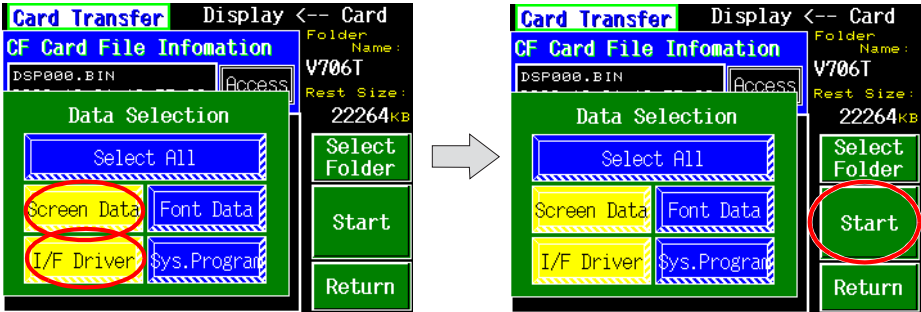 Card Transfer Display <-- Card
CF Card File Infomation
Folder
Name:
V706T
DSP000.BIN
Access
Rest Size:
22264KB
Data Selection
Select All
Screen Data Font Data
I/F Driver Sys.Program
Select
Folder
Start
Return
Card Transfer Display <-- Card
CF Card File Infomation
Folder
Name:
V706T
DSP000.BIN
Access
Rest Size:
22264KB
Data Selection
Select All
Screen Data Font Data
I/F Driver Sys.Program
Select
Folder
Start
Return